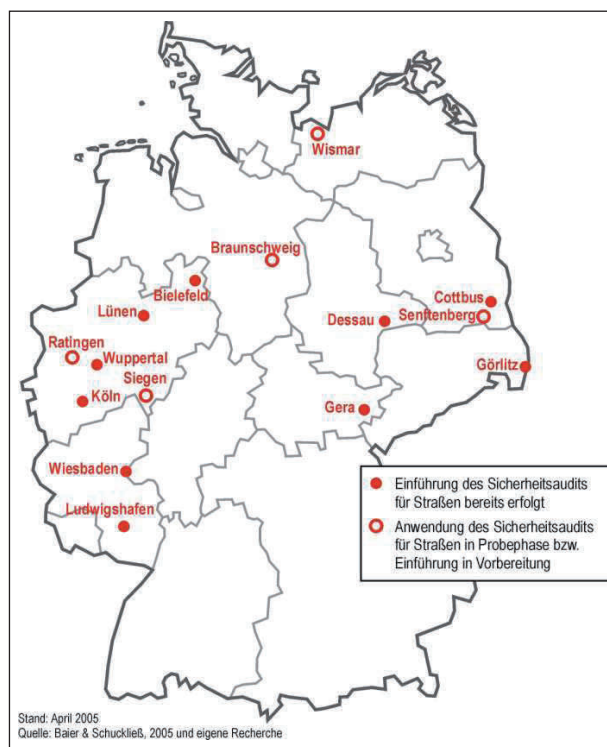 Wismar
Braunschweig
Bielefeld
Cottbus
Lünen
Dessau
Senftenberg
Ratingen
Wuppertal
Görlitz
Siegen
Köln
Gera
Wiesbaden
Ludwigshafen
Einführung des Sicherheitsaudits
für Straßen bereits erfolgt
Anwendung des Sicherheitsaudits
für Straßen in Probephase bzw.
Einführung in Vorbereitung
Stand: April 2005
Quelle: Baier & Schuckließ, 2005 und eigene Recherche